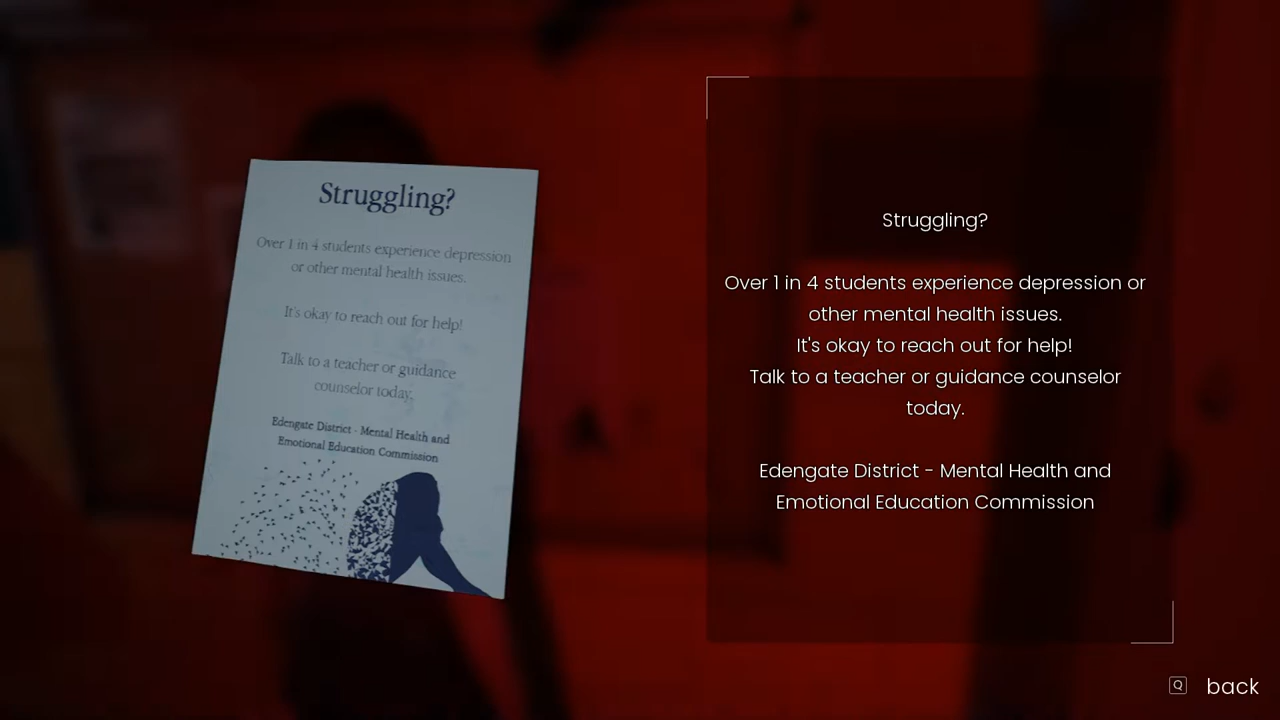 Struggling?
Over 1 in 4 students experience depression
or other mental health issues.
It's okay to reach out for help!
Talk to a teacher or guidance
counselor today.
Edengate District - Mental Health and
Emotional Education Commission
Struggling?
Over 1 in 4 students experience depression or
other mental health issues.
It's okay to reach out for help!
Talk to a teacher or guidance counselor
today.
Edengate District - Mental Health and
Emotional Education Commission
Q back